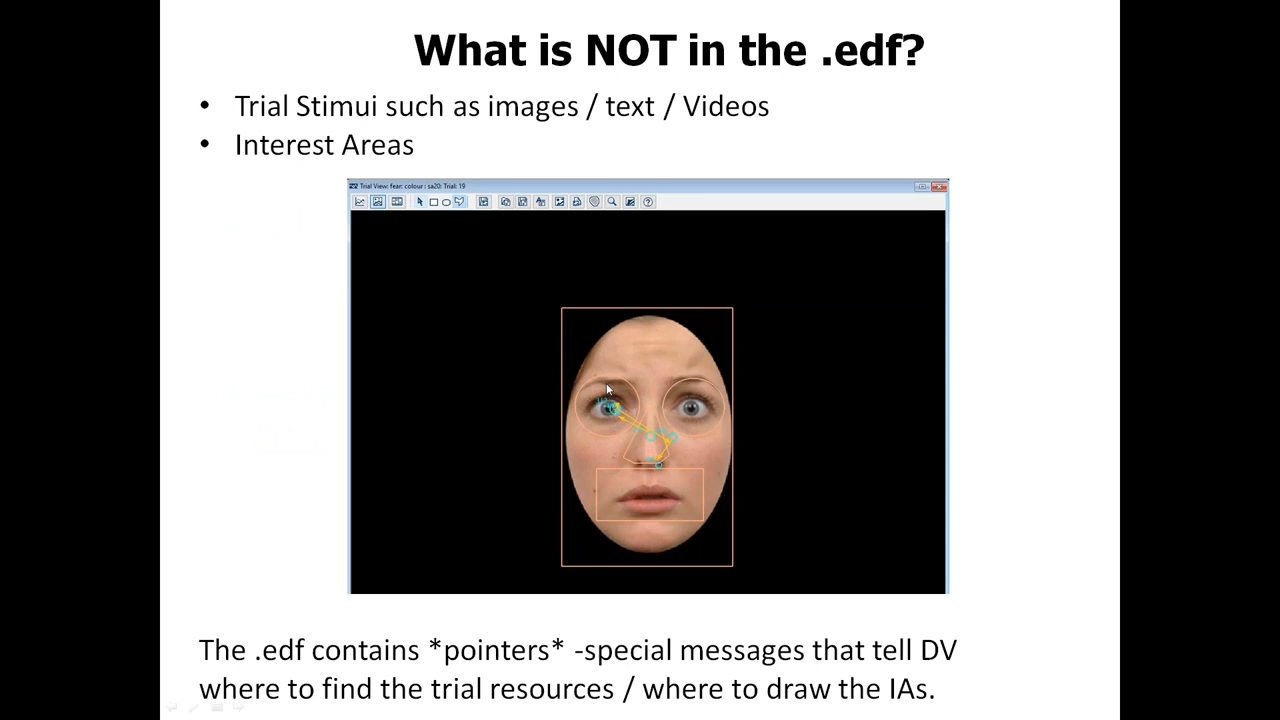 What is NOT in the .edf?
• Trial Stimui such as images / text / Videos
• Interest Areas
Trial View: fear: colour : sa20: Trial: 19
The .edf contains *pointers* -special messages that tell DV
where to find the trial resources / where to draw the IAs.